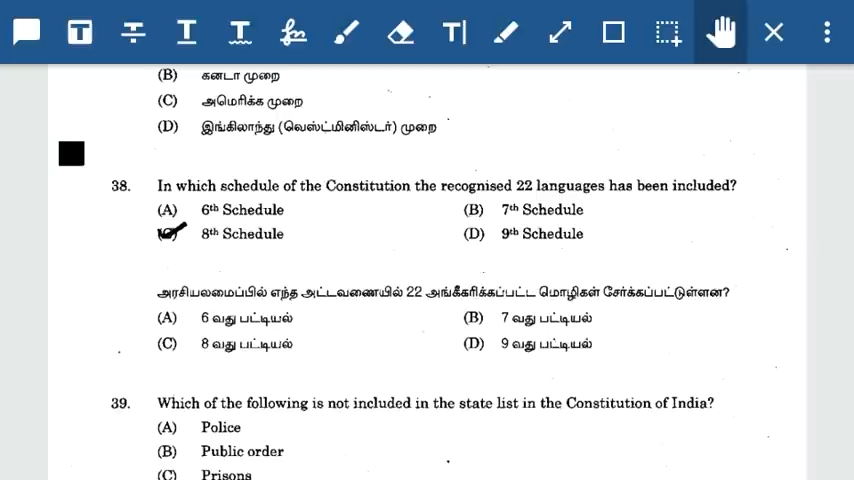 (B) கனடா முறை
(C) அமெரிக்க முறை
(D) இங்கிலாந்து (வெஸ்ட்மினிஸ்டர்) முறை
38. In which schedule of the Constitution the recognised 22 languages has been included?
(A) 6th Schedule (B) 7th Schedule
(C) 8th Schedule (D) 9th Schedule
அரசியலமைப்பில் எந்த அட்டவணையில் 22 அங்கீகரிக்கப்பட்ட மொழிகள் சேர்க்கப்பட்டுள்ளன?
(A) 6 வது பட்டியல் (B) 7 வது பட்டியல்
(C) 8 வது பட்டியல் (D) 9 வது பட்டியல்
39. Which of the following is not included in the state list in the Constitution of India?
(A) Police
(B) Public order
(C) Prisons